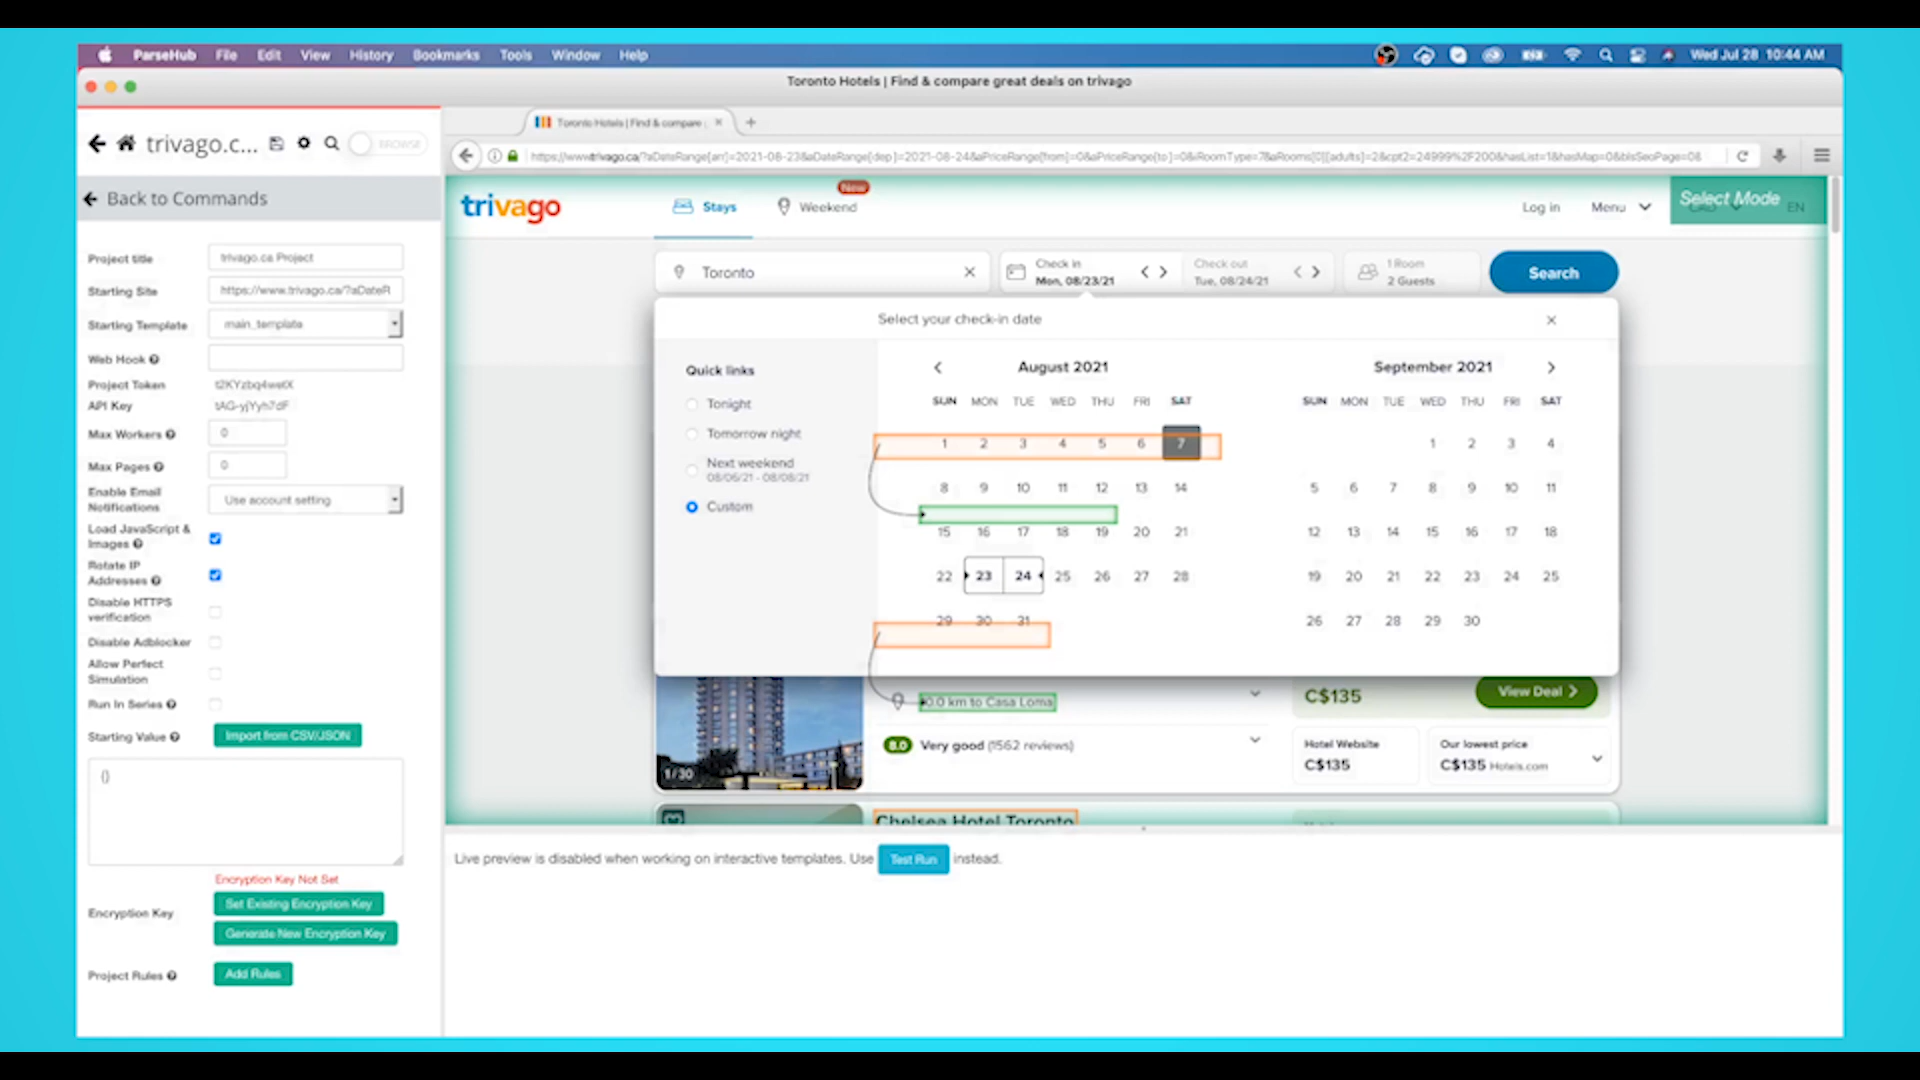 ParseHub File Edit View History Bookmarks Tools Window Help Wed Jul 28 10:44 AM
Toronto Hotels | Find & compare great deals on trivago
Toronto Hotels | Find & compare
trivago.c... BROWSE
Back to Commands
Project title trivago.ca Project
Starting Site https://www.trivago.ca/?aDateR
Starting Template main_template
Web Hook
Project Token
API Key
Max Workers 0
Max Pages 0
Enable Email Notifications Use account setting
Load JavaScript & Images
Rotate IP Addresses
Disable HTTPS verification
Disable Adblocker
Allow Perfect Simulation
Run In Series
Starting Value Import from CSV/JSON
{}
Encryption Key Not Set
Encryption Key Set Existing Encryption Key
Generate New Encryption Key
Project Rules Add Rules
trivago Stays New Weekend Log in Menu Select Mode EN
Toronto Check in Mon, 08/23/21 Check out Tue, 08/24/21 1 Room 2 Guests Search
Select your check-in date
Quick links
Tonight
Tomorrow night
Next weekend
08/06/21 - 08/08/21
Custom
August 2021
SUN MON TUE WED THU FRI SAT
1 2 3 4 5 6 7
8 9 10 11 12 13 14
15 16 17 18 19 20 21
22 23 24 25 26 27 28
29 30 31
September 2021
SUN MON TUE WED THU FRI SAT
1 2 3 4
5 6 7 8 9 10 11
12 13 14 15 16 17 18
19 20 21 22 23 24 25
26 27 28 29 30
0.0 km to Casa Loma C$135 View Deal
8.0 Very good (1562 reviews)
Hotel Website
C$135
Our lowest price
C$135 Hotels.com
1/30
Chelsea Hotel Toronto
Live preview is disabled when working on interactive templates. Use Test Run instead.